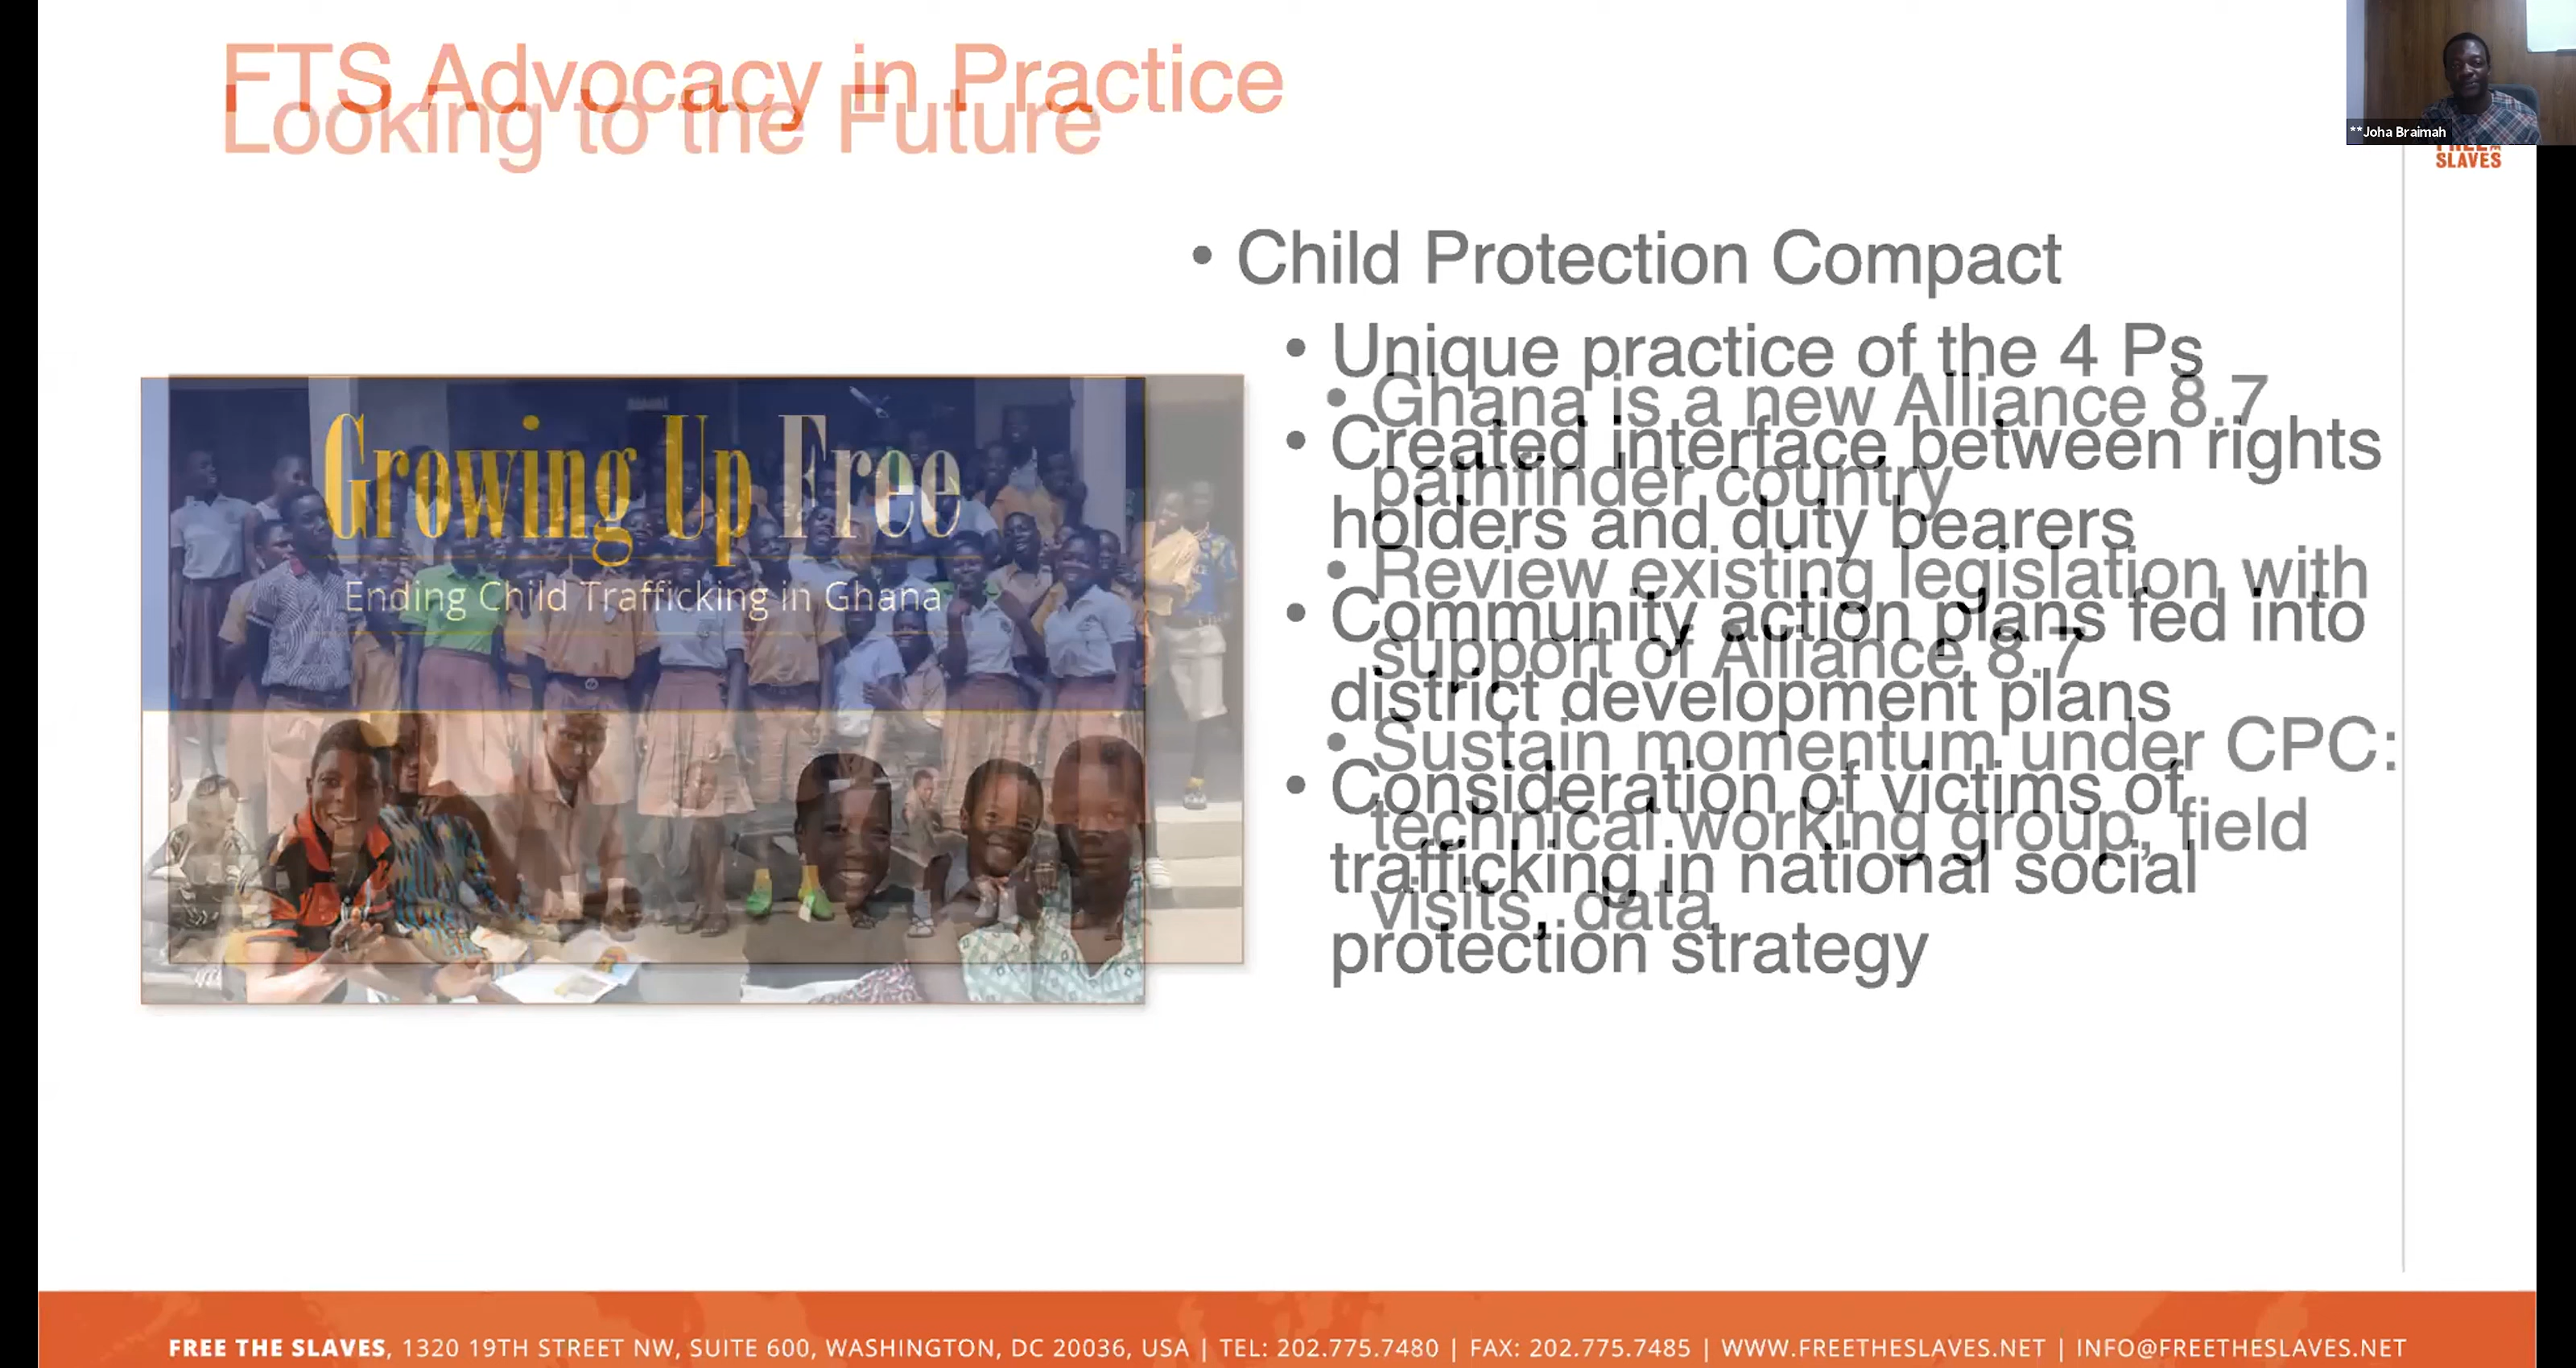 FTS Advocacy in Practice
Looking to the Future
**Joha Braimah
SLAVES
• Child Protection Compact
• Unique practice of the 4 Ps
• Ghana is a new Alliance 8.7
• Created interface between rights
pathfinder country
holders and duty bearers
• Review existing legislation with
• Community action plans fed into
support of Alliance 8.7
district development plans
• Sustain momentum under CPC:
• Consideration of victims of
technical working group, field
trafficking in national social
visits, data
protection strategy
Growing Up Free
Ending Child Trafficking in Ghana
FREE THE SLAVES, 1320 19TH STREET NW, SUITE 600, WASHINGTON, DC 20036, USA | TEL: 202.775.7480 | FAX: 202.775.7485 | WWW.FREETHESLAVES.NET | INFO@FREETHESLAVES.NET